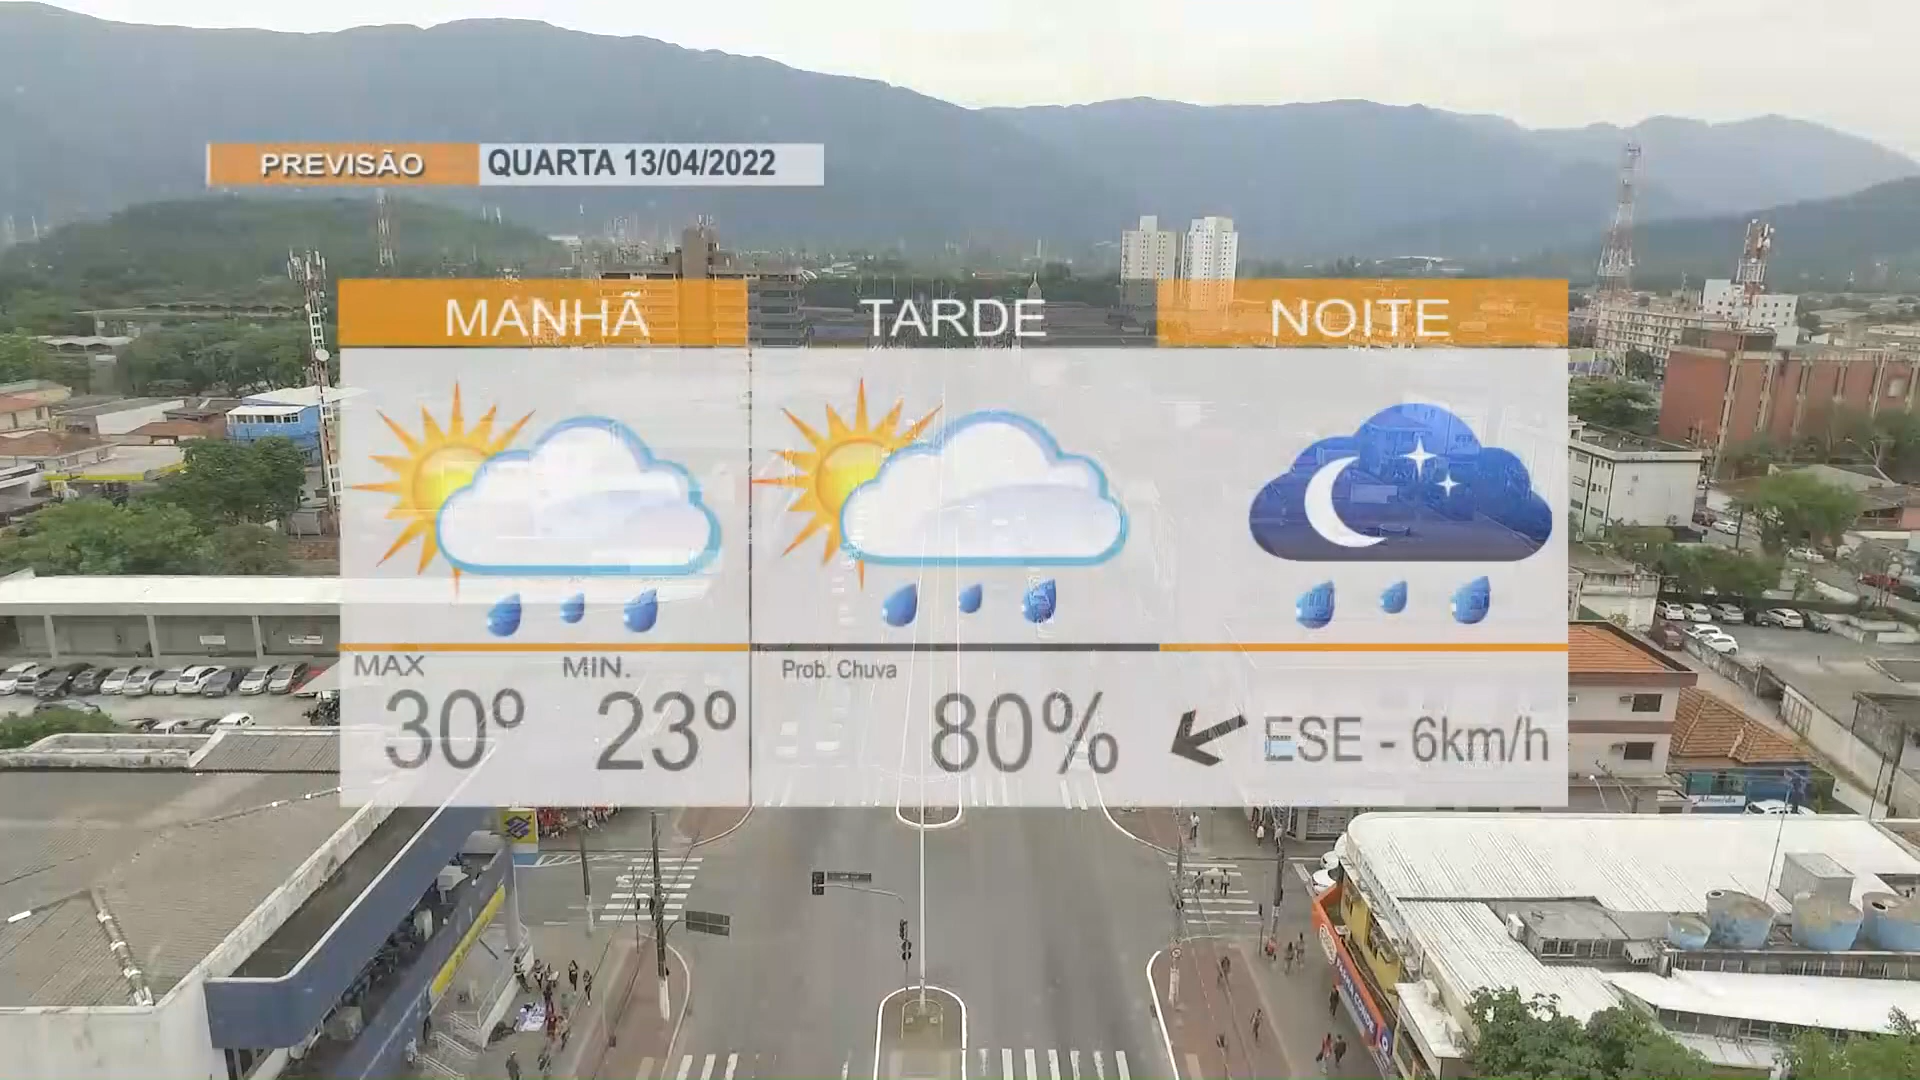 PREVISÃO QUARTA 13/04/2022
MANHÃ TARDE NOITE
MAX MIN. Prob. Chuva
30º 23º 80% ESE - 6km/h